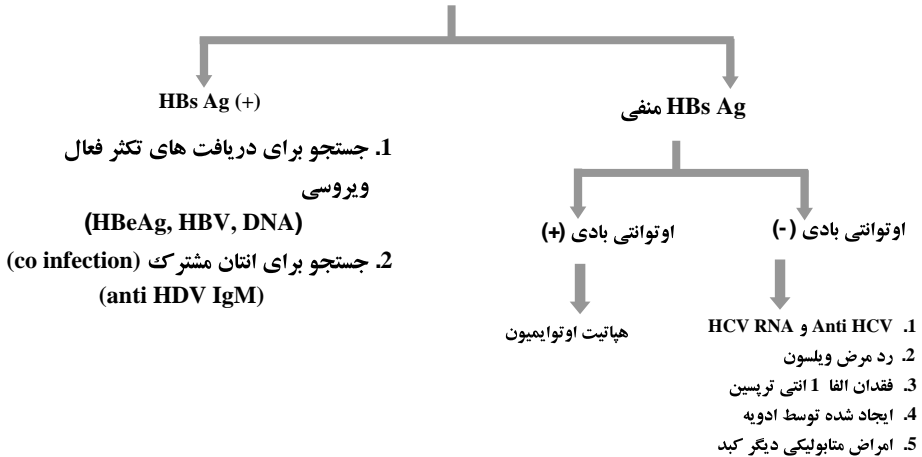 HBs Ag (+)
1. جستجو برای دریافت های تکثر فعال
ویروسی
(HBeAg, HBV, DNA)
2. جستجو برای انتان مشترک (co infection)
(anti HDV IgM)
HBs Ag منفی
اوتوانتی بادی (+)
هپاتیت اوتوایمیون
اوتوانتی بادی (-)
1. Anti HCV و HCV RNA
2. رد مرض ویلسون
3. فقدان الفا 1 انتی ترپسین
4. ایجاد شده توسط ادویه
5. امراض متابولیکی دیگر کبد